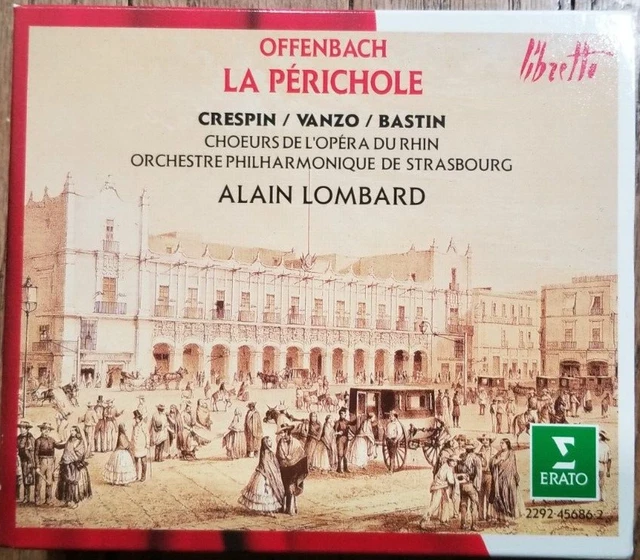 OFFENBACH
LA PÉRICHOLE
libretto
CRESPIN / VANZO / BASTIN
CHOEURS DE L'OPÉRA DU RHIN
ORCHESTRE PHILHARMONIQUE DE STRASBOURG
ALAIN LOMBARD
ERATO
2292-45686-2